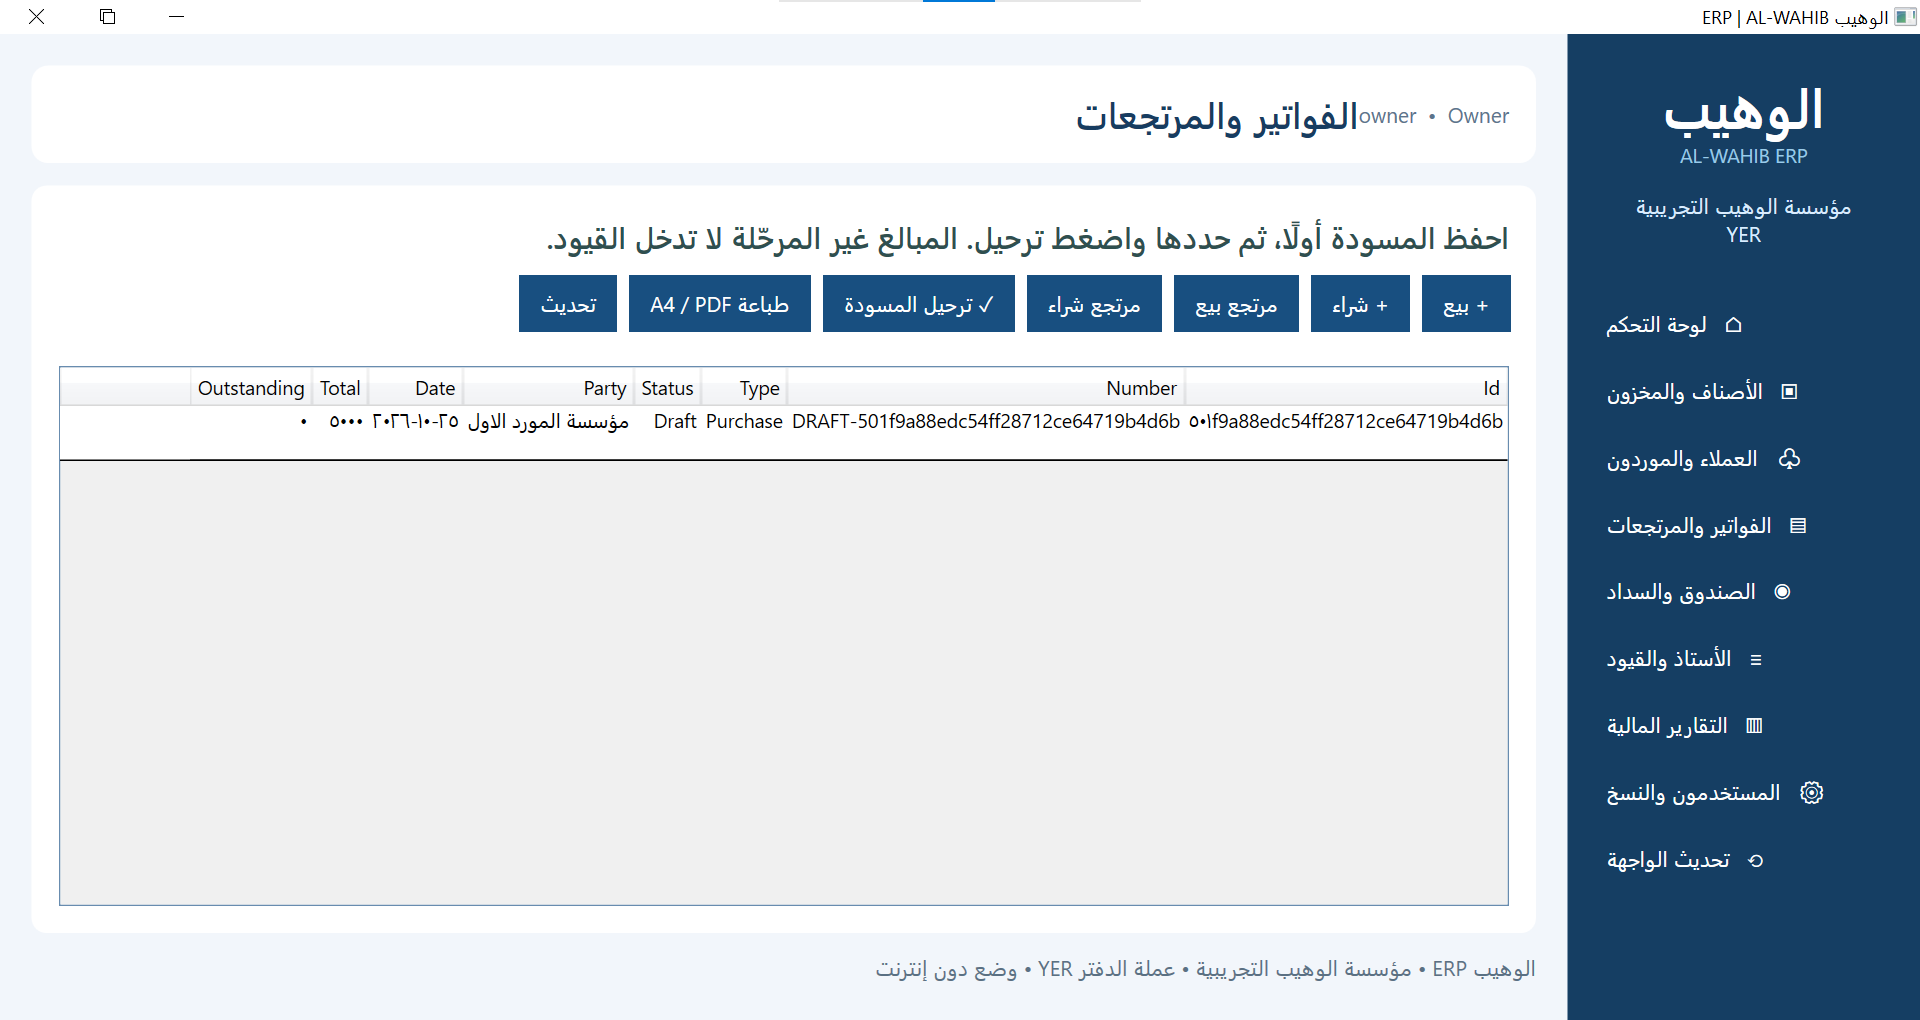 الوهيب ERP | AL-WAHIB
الوهيب
AL-WAHIB ERP
مؤسسة الوهيب التجريبية
YER
لوحة التحكم
الأصناف والمخزون
العملاء والموردون
الفواتير والمرتجعات
الصندوق والسداد
الأستاذ والقيود
التقارير المالية
المستخدمون والنسخ
تحديث الواجهة
owner • Owner
الفواتير والمرتجعات
احفظ المسودة أولًا، ثم حددها واضغط ترحيل. المبالغ غير المرحّلة لا تدخل القيود.
+ بيع
+ شراء
مرتجع بيع
مرتجع شراء
✓ ترحيل المسودة
طباعة A4 / PDF
تحديث
Id Number Type Status Party Date Total Outstanding
٥٠١f9a88edc54ff28712ce64719b4d6b DRAFT-501f9a88edc54ff28712ce64719b4d6b Purchase Draft مؤسسة المورد الاول ٢٠٢٦-١٠-٢٥ ٥٠٠٠ ٠
الوهيب ERP • مؤسسة الوهيب التجريبية • عملة الدفتر YER • وضع دون إنترنت